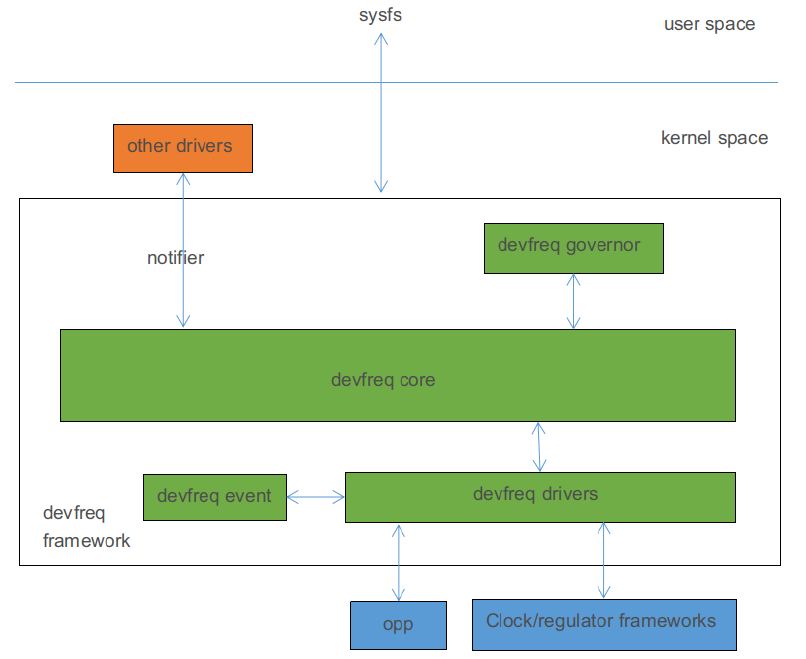 sysfs
user space
other drivers
kernel space
notifier
devfreq governor
devfreq core
devfreq event
devfreq drivers
devfreq
framework
opp
Clock/regulator frameworks